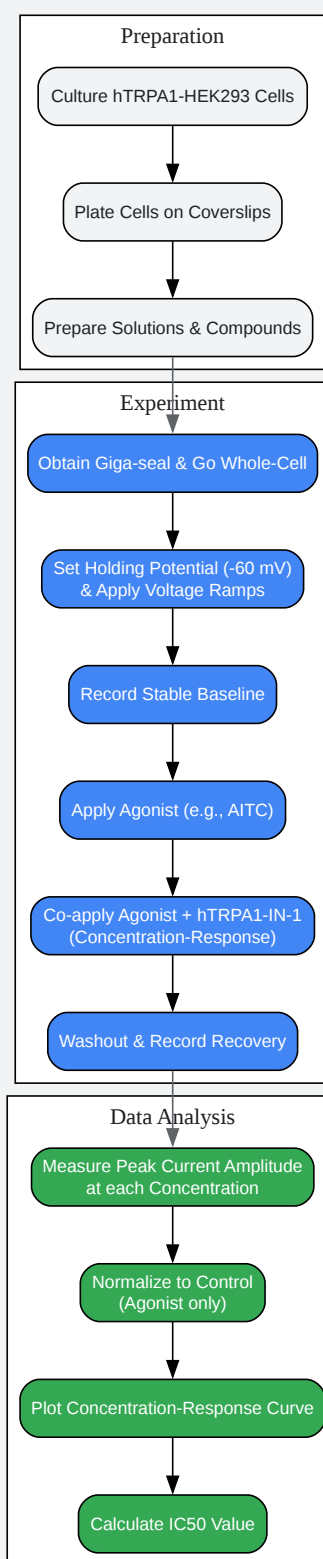 Preparation
Culture hTRPA1-HEK293 Cells
Plate Cells on Coverslips
Prepare Solutions & Compounds
Experiment
Obtain Giga-seal & Go Whole-Cell
Set Holding Potential (-60 mV)
& Apply Voltage Ramps
Record Stable Baseline
Apply Agonist (e.g., AITC)
Co-apply Agonist + hTRPA1-IN-1
(Concentration-Response)
Washout & Record Recovery
Data Analysis
Measure Peak Current Amplitude
at each Concentration
Normalize to Control
(Agonist only)
Plot Concentration-Response Curve
Calculate IC50 Value